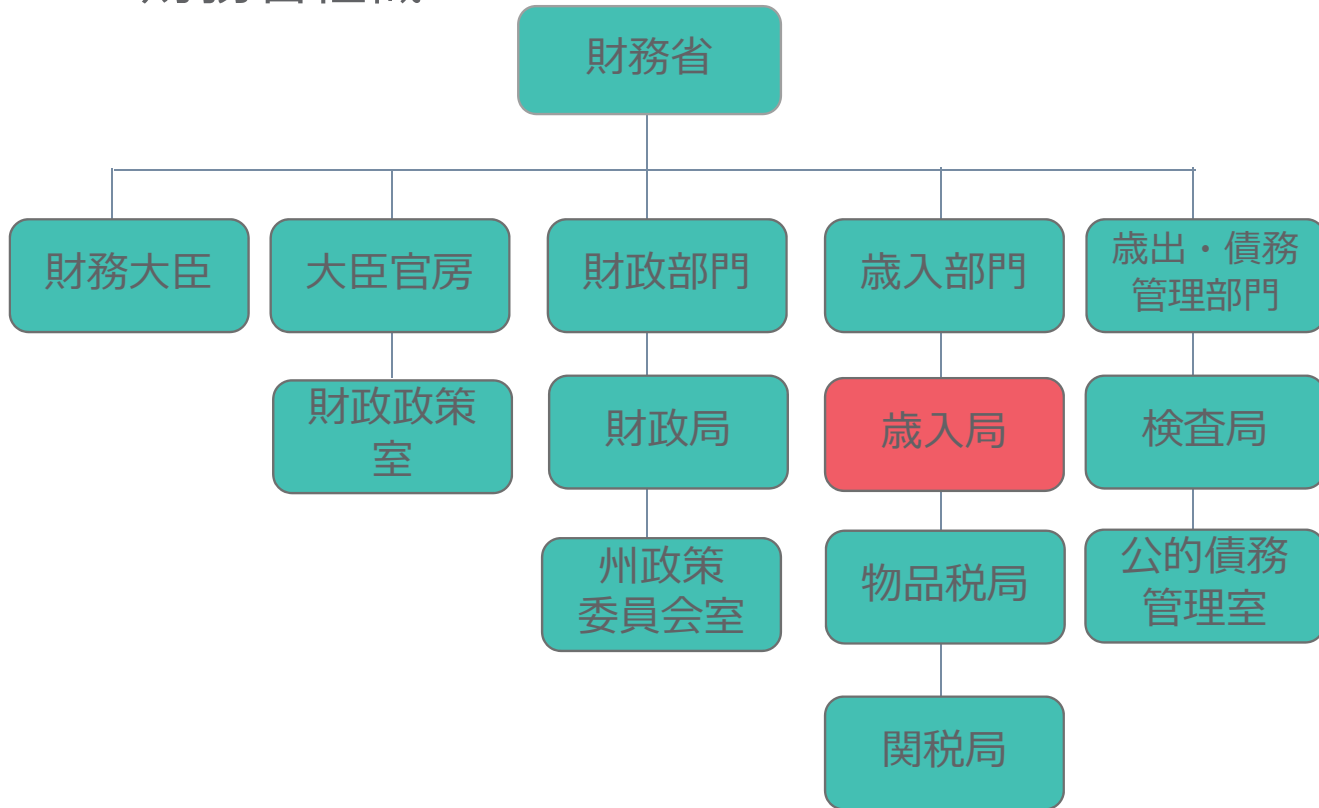 財務省
財務大臣
大臣官房
財政部門
歳入部門
歳出・債務
管理部門
財政政策
室
財政局
歳入局
検査局
州政策
委員会室
物品税局
公的債務
管理室
関税局